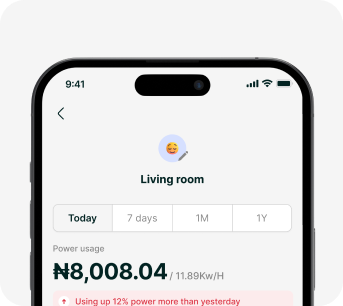 9:41
Living room
Today 7 days 1M 1Y
Power usage
₦8,008.04 / 11.89Kw/H
Using up 12% power more than yesterday